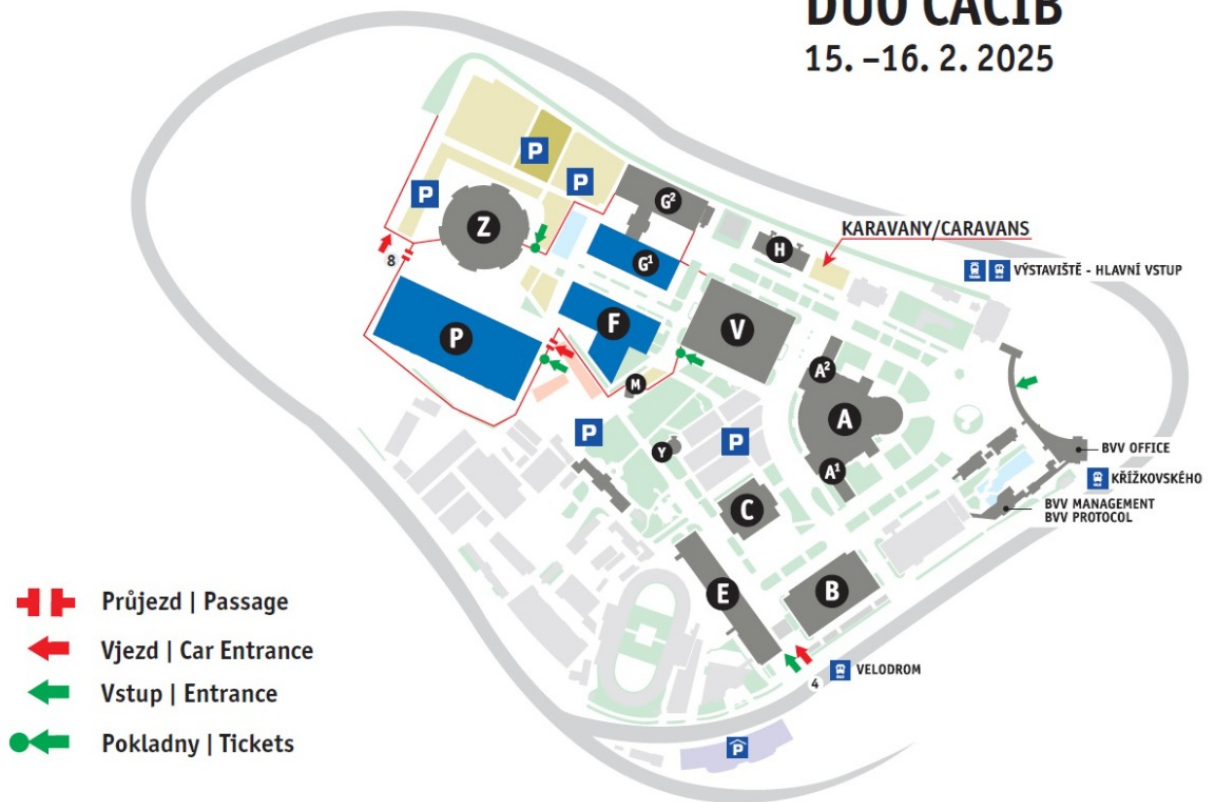 DUO CACIB
15. –16. 2. 2025
P
P
P
G²
Z
KARAVANY/CARAVANS
H
G¹
8
VÝSTAVIŠTĚ - HLAVNÍ VSTUP
F
V
P
A²
M
A
P
P
Y
BVV OFFICE
A¹
KŘÍŽKOVSKÉHO
C
BVV MANAGEMENT
BVV PROTOCOL
E
B
Průjezd | Passage
Vjezd | Car Entrance
VELODROM
4
Vstup | Entrance
Pokladny | Tickets
P